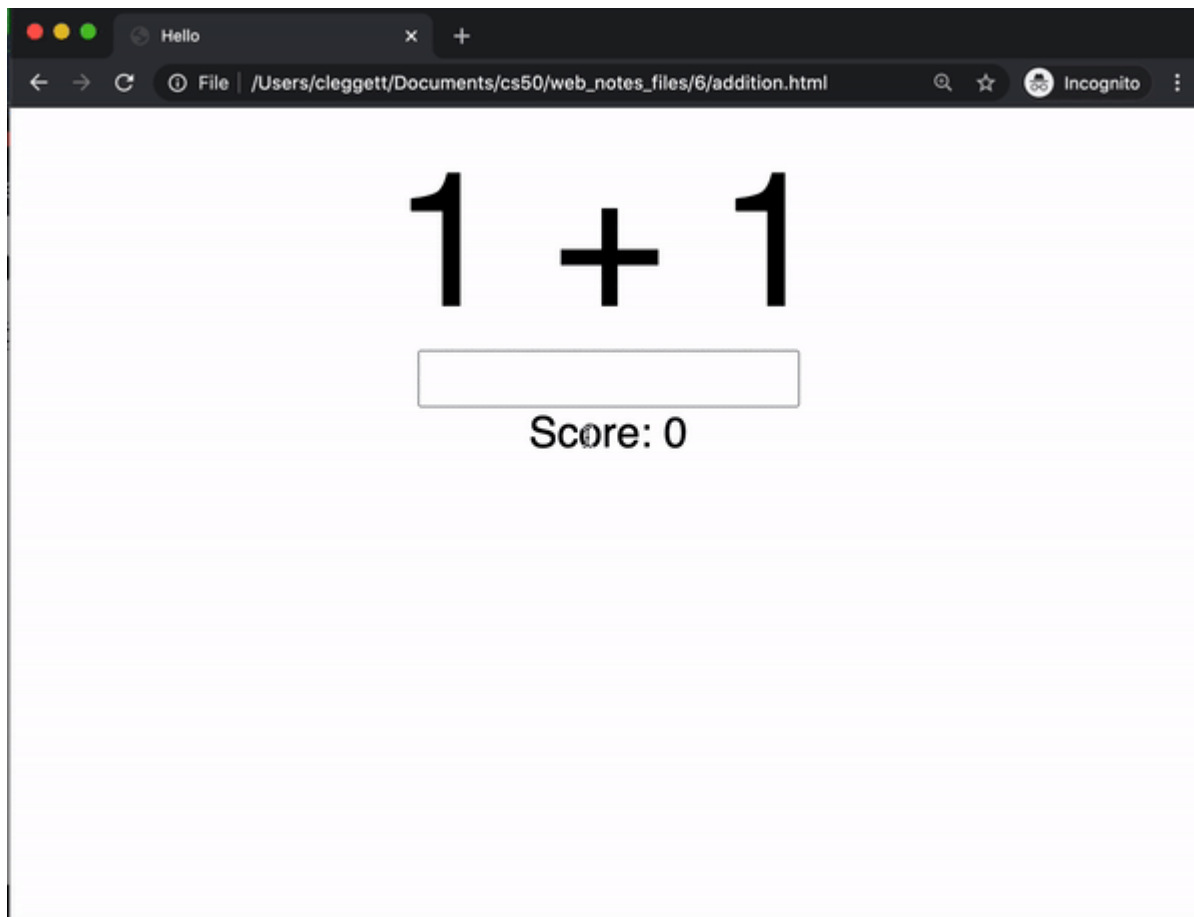 Hello
File /Users/cleggett/Documents/cs50/web_notes_files/6/addition.html Incognito
1 + 1
Score: 0